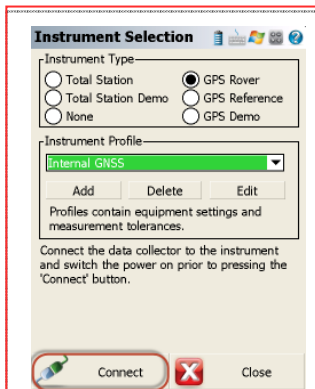 Instrument Selection
Instrument Type
Total Station
GPS Rover
Total Station Demo
GPS Reference
None
GPS Demo
Instrument Profile
Internal GNSS
Add
Delete
Edit
Profiles contain equipment settings and
measurement tolerances.
Connect the data collector to the instrument
and switch the power on prior to pressing the
'Connect' button.
Connect
Close